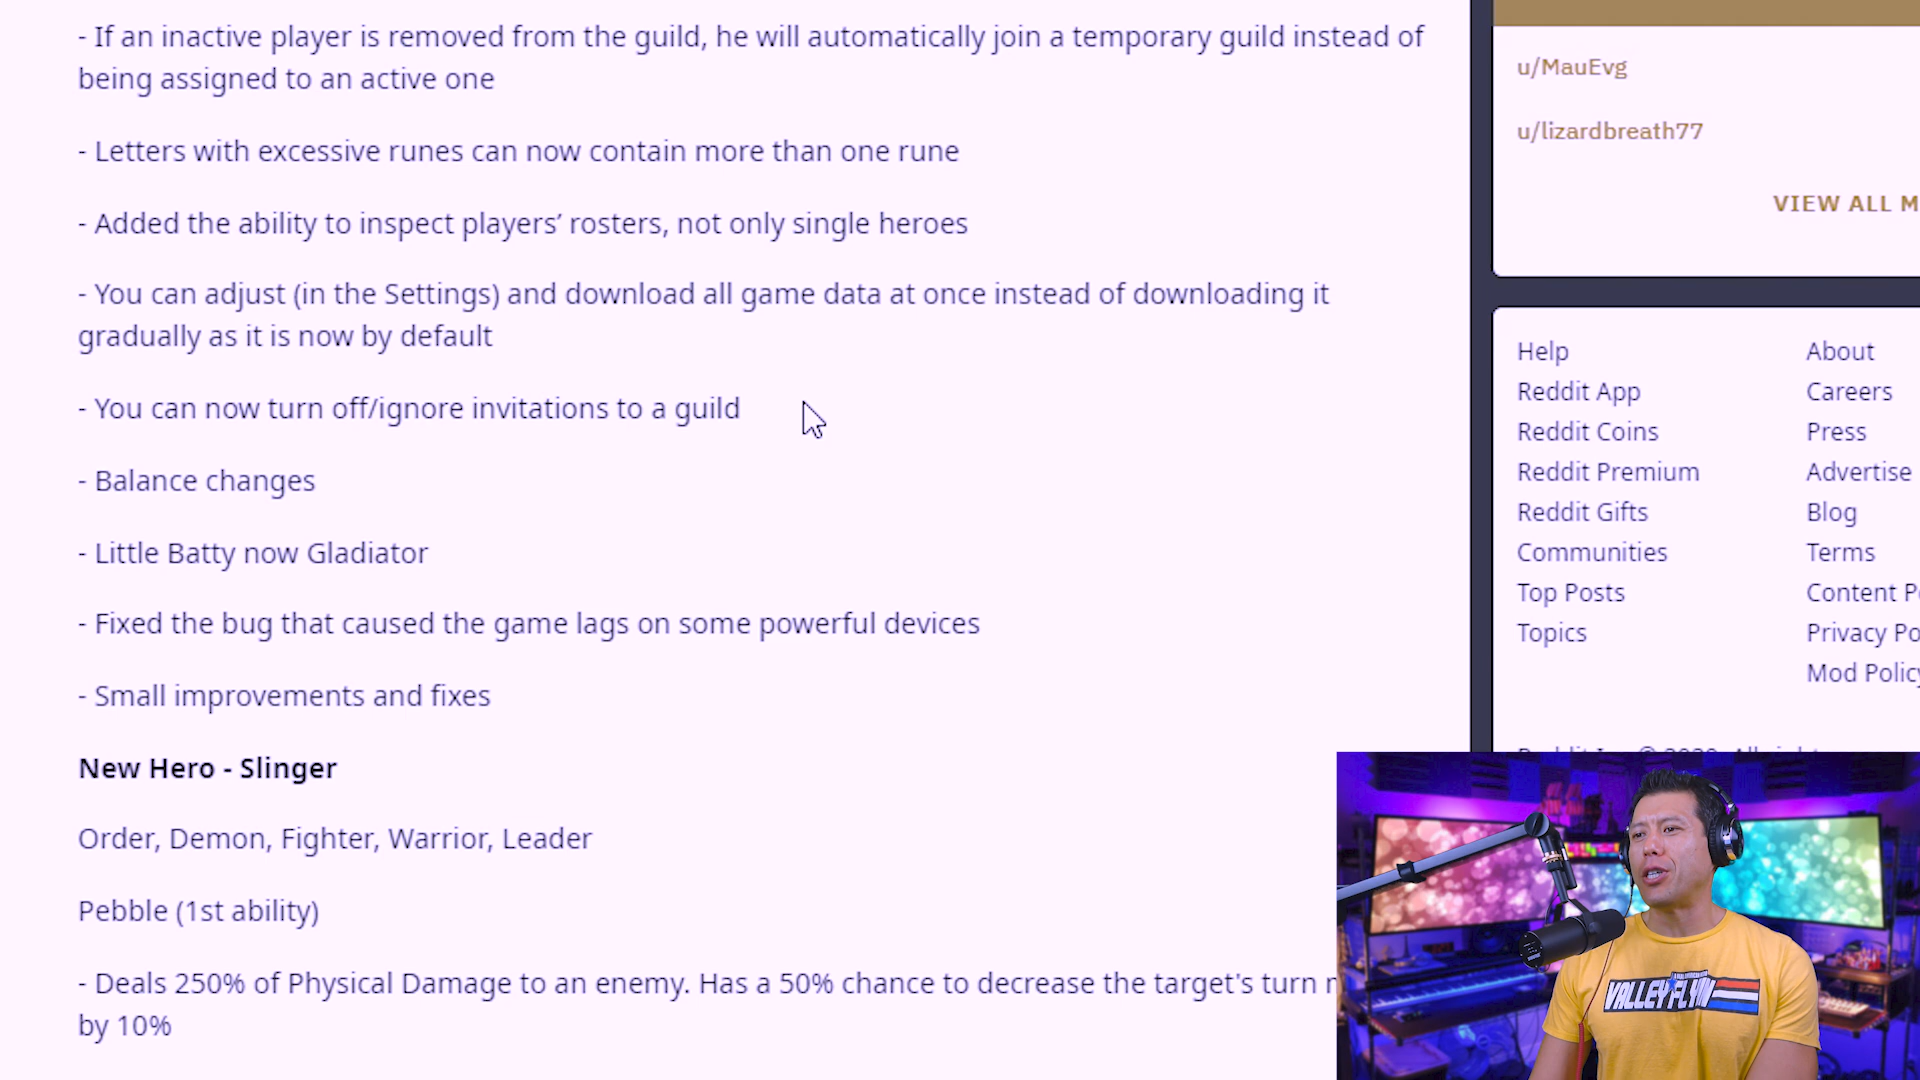 - If an inactive player is removed from the guild, he will automatically join a temporary guild instead of
being assigned to an active one
- Letters with excessive runes can now contain more than one rune
- Added the ability to inspect players’ rosters, not only single heroes
- You can adjust (in the Settings) and download all game data at once instead of downloading it
gradually as it is now by default
- You can now turn off/ignore invitations to a guild
- Balance changes
- Little Batty now Gladiator
- Fixed the bug that caused the game lags on some powerful devices
- Small improvements and fixes
New Hero - Slinger
Order, Demon, Fighter, Warrior, Leader
Pebble (1st ability)
- Deals 250% of Physical Damage to an enemy. Has a 50% chance to decrease the target's turn
by 10%
u/MauEvg
u/lizardbreath77
VIEW ALL M
Help
Reddit App
Reddit Coins
Reddit Premium
Reddit Gifts
Communities
Top Posts
Topics
About
Careers
Press
Advertise
Blog
Terms
Content
Privacy
Mod
VALLEY FLYIN